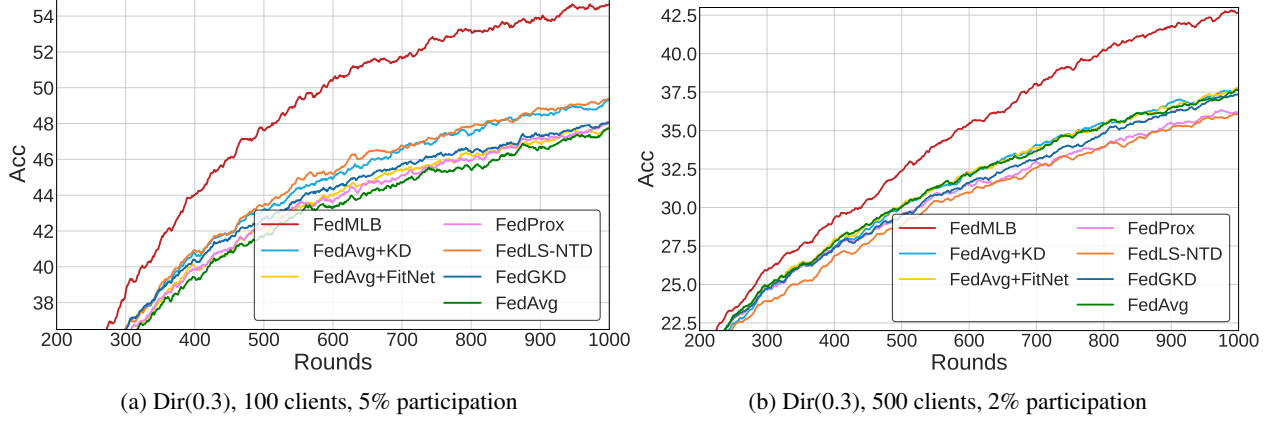 54
52
50
48
46
44
42
40
38
Acc
200 300 400 500 600 700 800 900 1000
Rounds
FedMLB
FedAvg+KD
FedAvg+FitNet
FedProx
FedLS-NTD
FedGKD
FedAvg
(a) Dir(0.3), 100 clients, 5% participation
42.5
40.0
37.5
35.0
32.5
30.0
27.5
25.0
22.5
Acc
200 300 400 500 600 700 800 900 1000
Rounds
FedMLB
FedAvg+KD
FedAvg+FitNet
FedProx
FedLS-NTD
FedGKD
FedAvg
(b) Dir(0.3), 500 clients, 2% participation